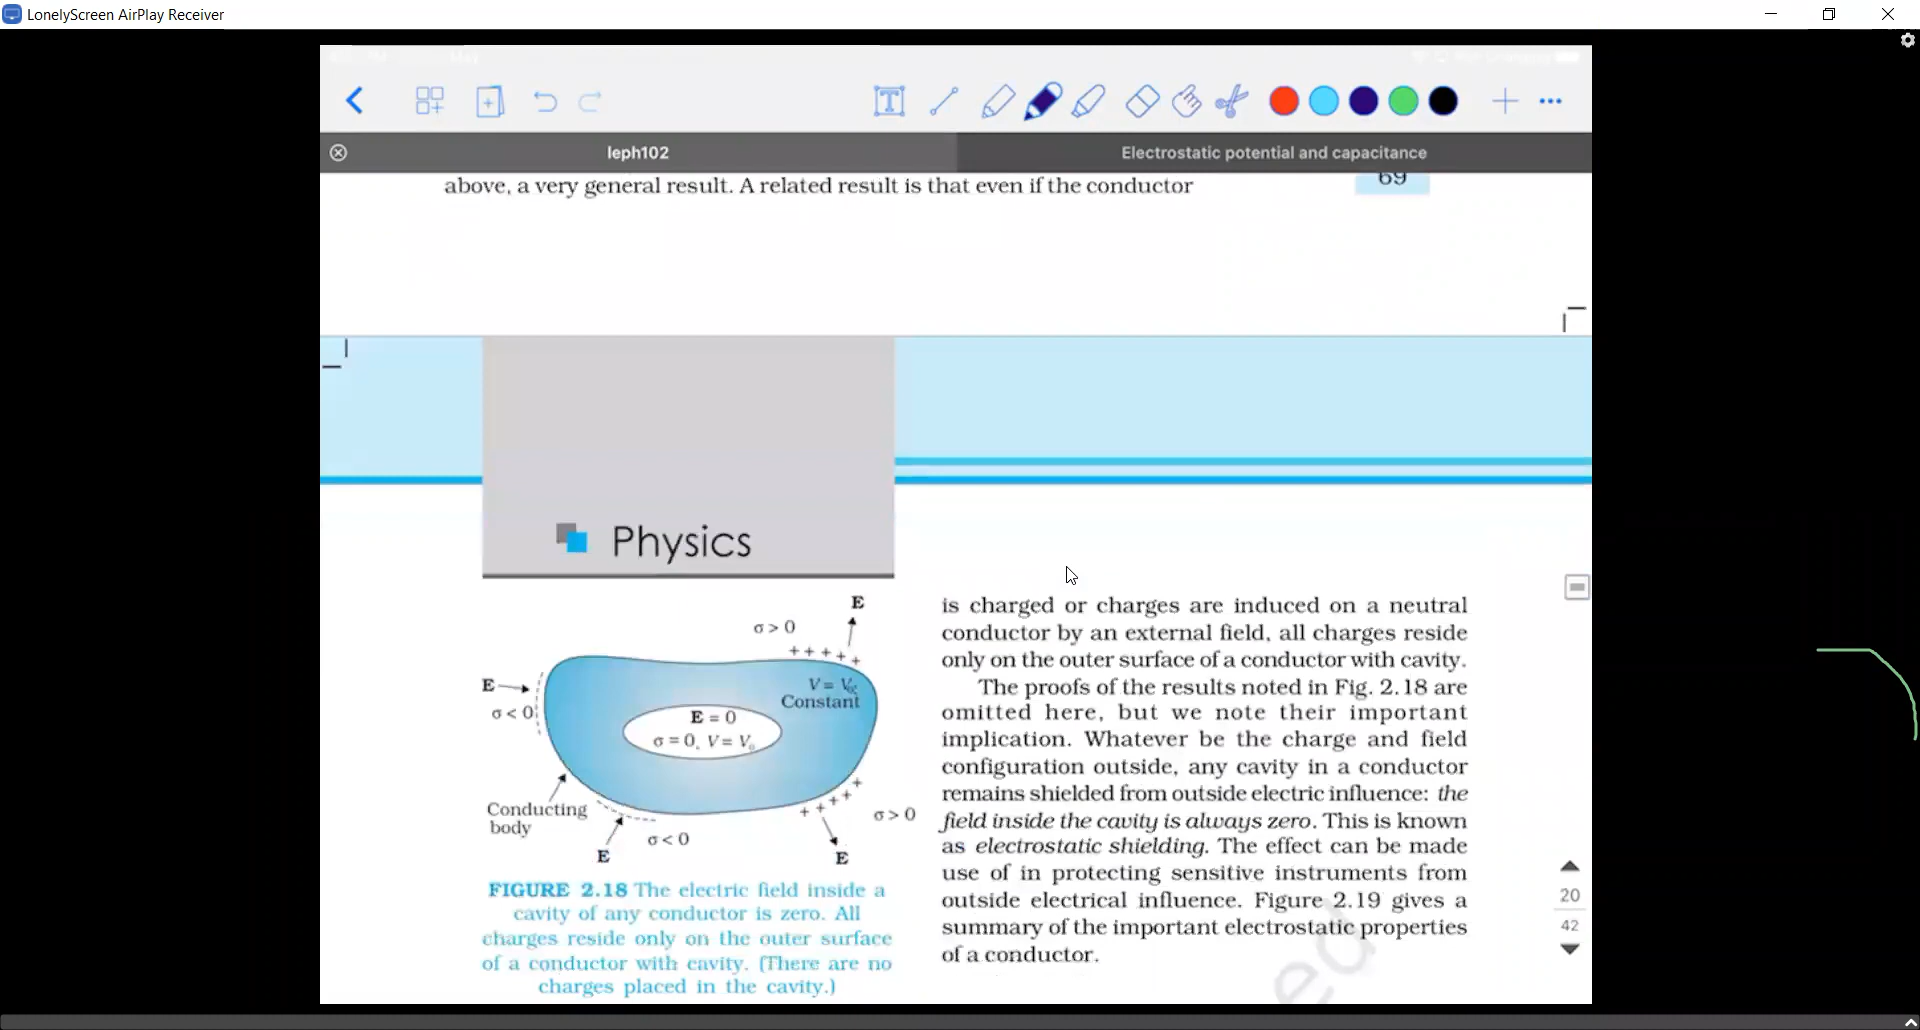 LonelyScreen AirPlay Receiver
leph102
Electrostatic potential and capacitance
above, a very general result. A related result is that even if the conductor
69
Physics
E
σ > 0
+ + + + +
E
σ < 0
V = V₀
Constant
E = 0
σ = 0, V = V₀
Conducting
body
E
σ < 0
+ + + + +
σ > 0
E
FIGURE 2.18 The electric field inside a
cavity of any conductor is zero. All
charges reside only on the outer surface
of a conductor with cavity. (There are no
charges placed in the cavity.)
is charged or charges are induced on a neutral
conductor by an external field, all charges reside
only on the outer surface of a conductor with cavity.
The proofs of the results noted in Fig. 2.18 are
omitted here, but we note their important
implication. Whatever be the charge and field
configuration outside, any cavity in a conductor
remains shielded from outside electric influence: the
field inside the cavity is always zero. This is known
as electrostatic shielding. The effect can be made
use of in protecting sensitive instruments from
outside electrical influence. Figure 2.19 gives a
summary of the important electrostatic properties
of a conductor.
20
42
ed